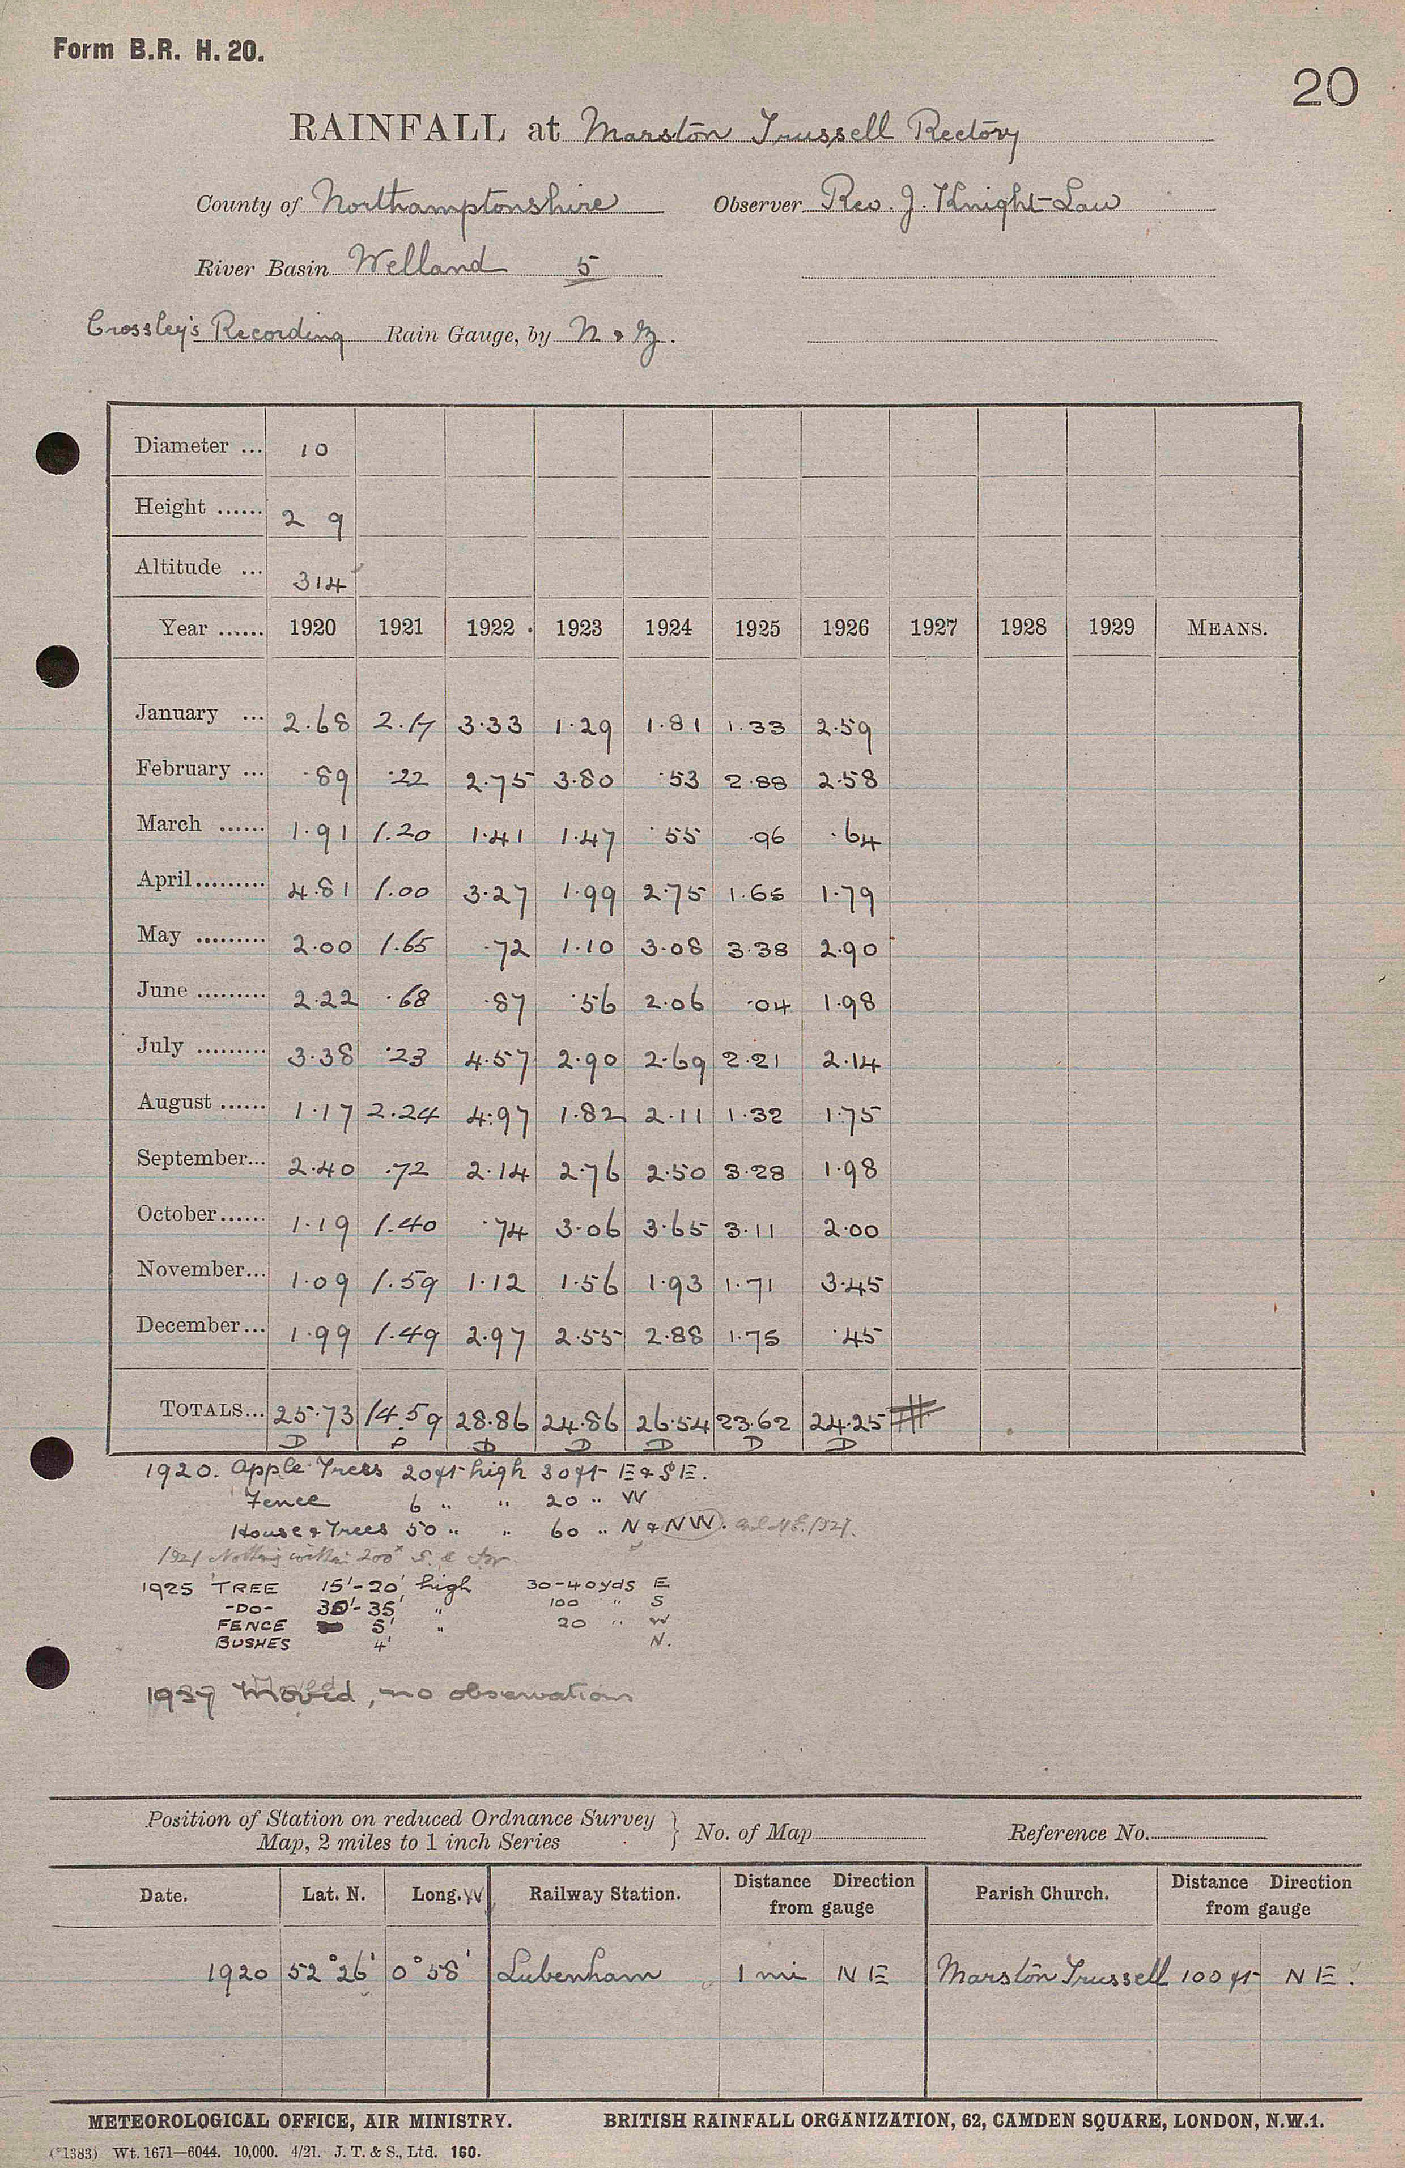 Form B.R. H. 20.
20
RAINFALL at Marston Trussell Rectory
County of Northamptonshire Observer Rev. J. Knight-Law
River Basin Welland 5
Crossley's Recording Rain Gauge, by N & Z.
Diameter ... 10
Height ...... 2 9
Altitude ... 314
Year ...... 1920 1921 1922 1923 1924 1925 1926 1927 1928 1929 MEANS.
January ... 2.68 2.17 3.33 1.29 1.81 1.33 2.59
February ... .89 .22 2.75 3.80 .53 2.88 2.58
March ...... 1.91 1.20 1.41 1.47 .55 .96 .64
April......... 4.81 1.00 3.27 1.99 2.75 1.65 1.79
May ......... 2.00 1.65 .72 1.10 3.08 3.38 2.90
June ......... 2.22 .68 .87 .56 2.06 .04 1.98
July ......... 3.38 .23 4.57 2.90 2.69 2.21 2.14
August ...... 1.17 2.24 4.97 1.82 2.11 1.32 1.75
September... 2.40 .72 2.14 2.76 2.50 3.28 1.98
October...... 1.19 1.40 .74 3.06 3.65 3.11 2.00
November... 1.09 1.59 1.12 1.56 1.93 1.71 3.45
December... 1.99 1.49 2.97 2.55 2.88 1.75 .45
TOTALS... 25.73 14.59 28.86 24.86 26.54 23.62 24.25
D P D D D D D
1920. Apple Trees 20ft high 30ft E & SE.
Fence 6 " " 20 " W
House & Trees 50 " " 60 " N & NW.
1921 Nothing within 200
1925 TREE 15'-20' high 30-40yds E
-DO- 30'-35' " 100 " S
FENCE 5' " 20 " W
BUSHES 4' N.
1927 Moved, no observations
Position of Station on reduced Ordnance Survey
Map, 2 miles to 1 inch Series } No. of Map Reference No.
Date. Lat. N. Long. W Railway Station. Distance Direction from gauge Parish Church. Distance Direction from gauge
1920 52°26' 0°58' Lubenham 1 mi NE Marston Trussell 100 ft NE.
METEOROLOGICAL OFFICE, AIR MINISTRY. BRITISH RAINFALL ORGANIZATION, 62, CAMDEN SQUARE, LONDON, N.W.1.
(*1383) Wt. 1671—6044. 10,000. 4/21. J. T. & S., Ltd. 160.